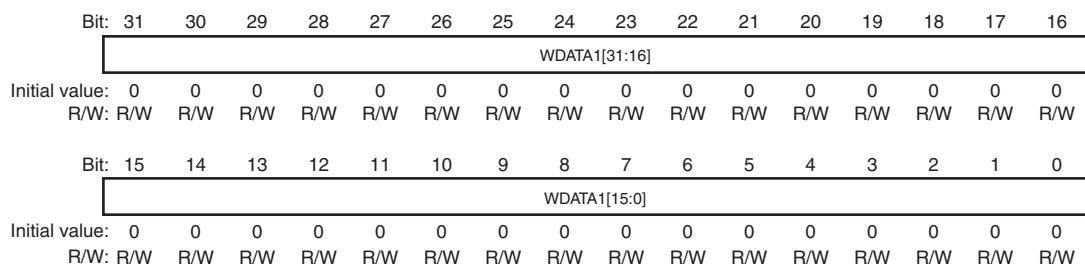 Bit: 31 30 29 28 27 26 25 24 23 22 21 20 19 18 17 16
WDATA1[31:16]
Initial value: 0 0 0 0 0 0 0 0 0 0 0 0 0 0 0 0
R/W: R/W R/W R/W R/W R/W R/W R/W R/W R/W R/W R/W R/W R/W R/W R/W R/W
Bit: 15 14 13 12 11 10 9 8 7 6 5 4 3 2 1 0
WDATA1[15:0]
Initial value: 0 0 0 0 0 0 0 0 0 0 0 0 0 0 0 0
R/W: R/W R/W R/W R/W R/W R/W R/W R/W R/W R/W R/W R/W R/W R/W R/W R/W